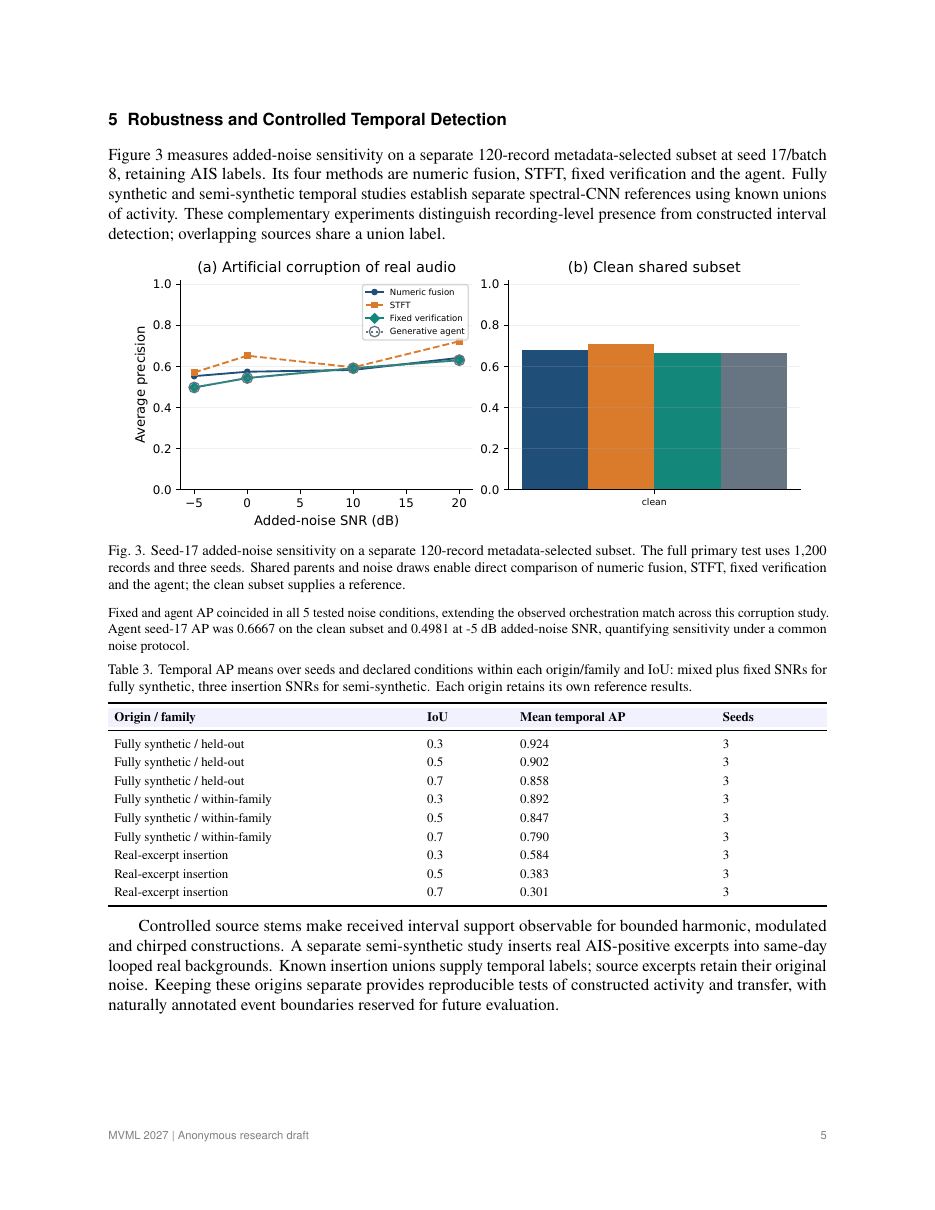 5 Robustness and Controlled Temporal Detection
Figure 3 measures added-noise sensitivity on a separate 120-record metadata-selected subset at seed 17/batch
8, retaining AIS labels. Its four methods are numeric fusion, STFT, fixed verification and the agent. Fully
synthetic and semi-synthetic temporal studies establish separate spectral-CNN references using known unions
of activity. These complementary experiments distinguish recording-level presence from constructed interval
detection; overlapping sources share a union label.
(a) Artificial corruption of real audio
Average precision
1.0
0.8
0.6
0.4
0.2
0.0
−5 0 5 10 15 20
Added-noise SNR (dB)
Numeric fusion
STFT
Fixed verification
Generative agent
(b) Clean shared subset
1.0
0.8
0.6
0.4
0.2
0.0
clean
Fig. 3. Seed-17 added-noise sensitivity on a separate 120-record metadata-selected subset. The full primary test uses 1,200
records and three seeds. Shared parents and noise draws enable direct comparison of numeric fusion, STFT, fixed verification
and the agent; the clean subset supplies a reference.
Fixed and agent AP coincided in all 5 tested noise conditions, extending the observed orchestration match across this corruption study.
Agent seed-17 AP was 0.6667 on the clean subset and 0.4981 at -5 dB added-noise SNR, quantifying sensitivity under a common
noise protocol.
Table 3. Temporal AP means over seeds and declared conditions within each origin/family and IoU: mixed plus fixed SNRs for
fully synthetic, three insertion SNRs for semi-synthetic. Each origin retains its own reference results.
Origin / family IoU Mean temporal AP Seeds
Fully synthetic / held-out 0.3 0.924 3
Fully synthetic / held-out 0.5 0.902 3
Fully synthetic / held-out 0.7 0.858 3
Fully synthetic / within-family 0.3 0.892 3
Fully synthetic / within-family 0.5 0.847 3
Fully synthetic / within-family 0.7 0.790 3
Real-excerpt insertion 0.3 0.584 3
Real-excerpt insertion 0.5 0.383 3
Real-excerpt insertion 0.7 0.301 3
Controlled source stems make received interval support observable for bounded harmonic, modulated
and chirped constructions. A separate semi-synthetic study inserts real AIS-positive excerpts into same-day
looped real backgrounds. Known insertion unions supply temporal labels; source excerpts retain their original
noise. Keeping these origins separate provides reproducible tests of constructed activity and transfer, with
naturally annotated event boundaries reserved for future evaluation.
MVML 2027 | Anonymous research draft 5